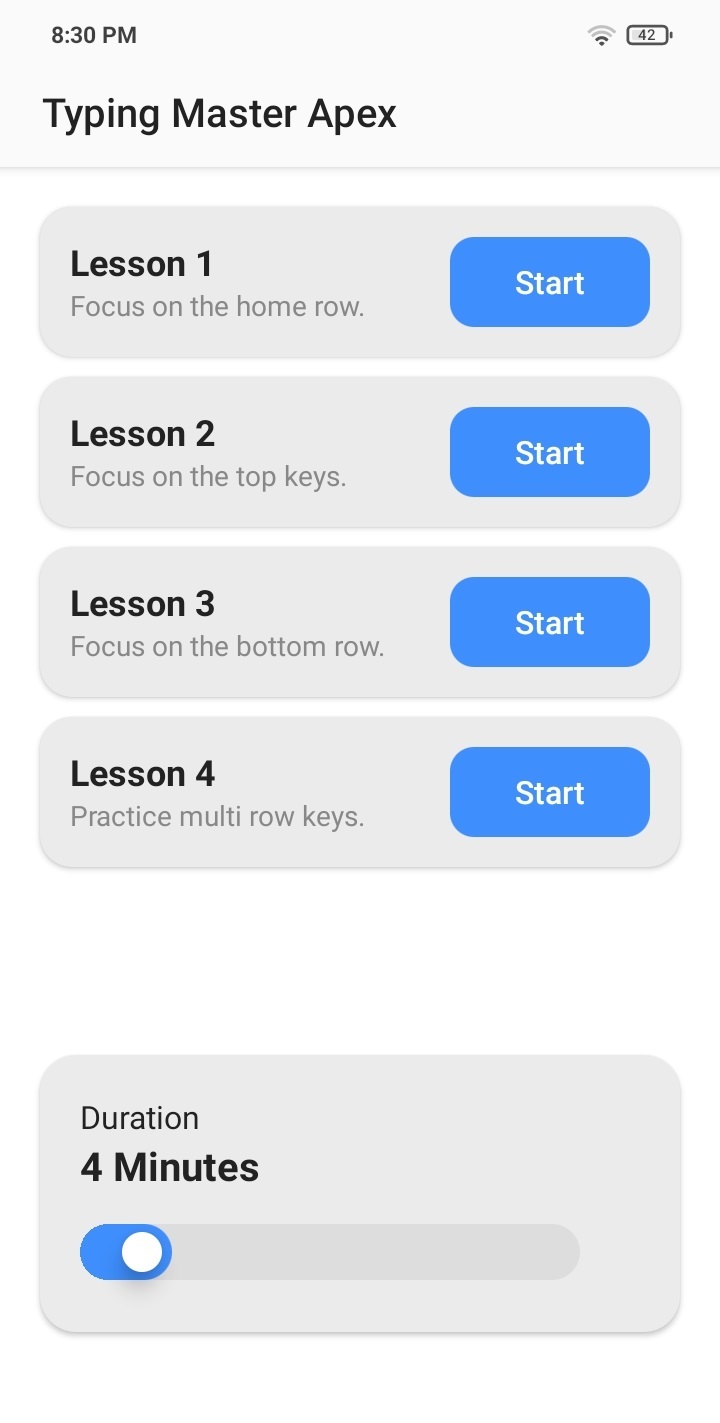 8:30 PM
42
Typing Master Apex
Lesson 1
Focus on the home row.
Start
Lesson 2
Focus on the top keys.
Start
Lesson 3
Focus on the bottom row.
Start
Lesson 4
Practice multi row keys.
Start
Duration
4 Minutes